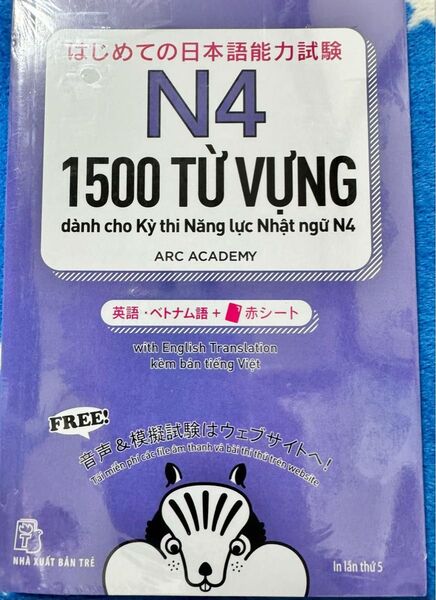 はじめての日本語能力試験
N4
1500 TỪ VỰNG
dành cho Kỳ thi Năng lực Nhật ngữ N4
ARC ACADEMY
英語・ベトナム語+赤シート
with English Translation
kèm bản tiếng Việt
FREE!
音声&模擬試験はウェブサイトへ!
Tải miễn phí các file âm thanh và bài thi thử trên website
NHÀ XUẤT BẢN TRẺ
In lần thứ 5